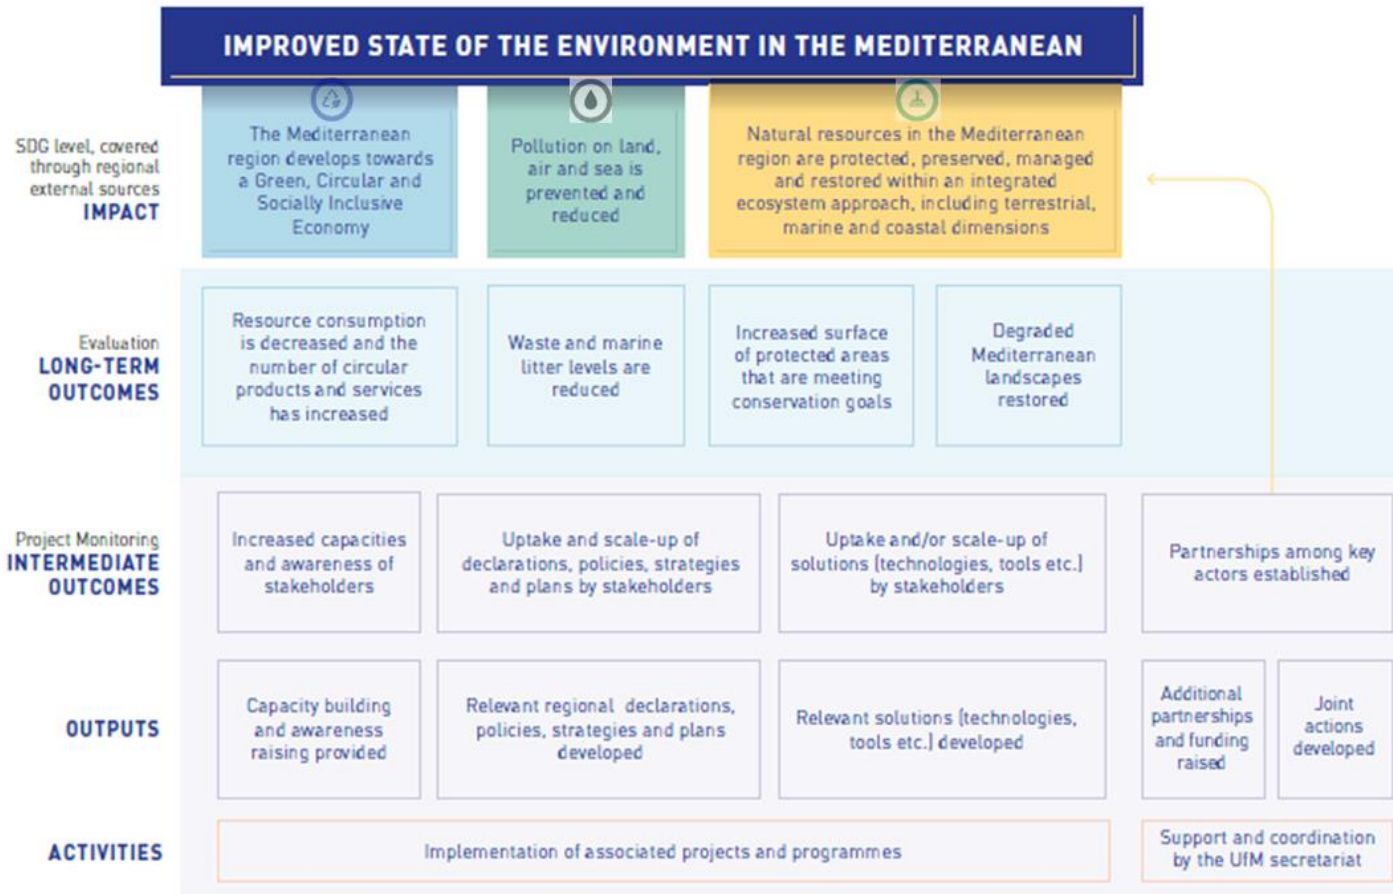 IMPROVED STATE OF THE ENVIRONMENT IN THE MEDITERRANEAN
SDG level, covered
through regional
external sources
IMPACT
The Mediterranean
region develops towards
a Green, Circular and
Socially Inclusive
Economy
Pollution on land,
air and sea is
prevented and
reduced
Natural resources in the Mediterranean
region are protected, preserved, managed
and restored within an integrated
ecosystem approach, including terrestrial,
marine and coastal dimensions
Evaluation
LONG-TERM
OUTCOMES
Resource consumption
is decreased and the
number of circular
products and services
has increased
Waste and marine
litter levels are
reduced
Increased surface
of protected areas
that are meeting
conservation goals
Degraded
Mediterranean
landscapes
restored
Project Monitoring
INTERMEDIATE
OUTCOMES
Increased capacities
and awareness of
stakeholders
Uptake and scale-up of
declarations, policies, strategies
and plans by stakeholders
Uptake and/or scale-up of
solutions (technologies, tools etc.)
by stakeholders
Partnerships among key
actors established
OUTPUTS
Capacity building
and awareness
raising provided
Relevant regional declarations,
policies, strategies and plans
developed
Relevant solutions (technologies,
tools etc.) developed
Additional
partnerships
and funding
raised
Joint
actions
developed
ACTIVITIES
Implementation of associated projects and programmes
Support and coordination
by the UfM secretariat